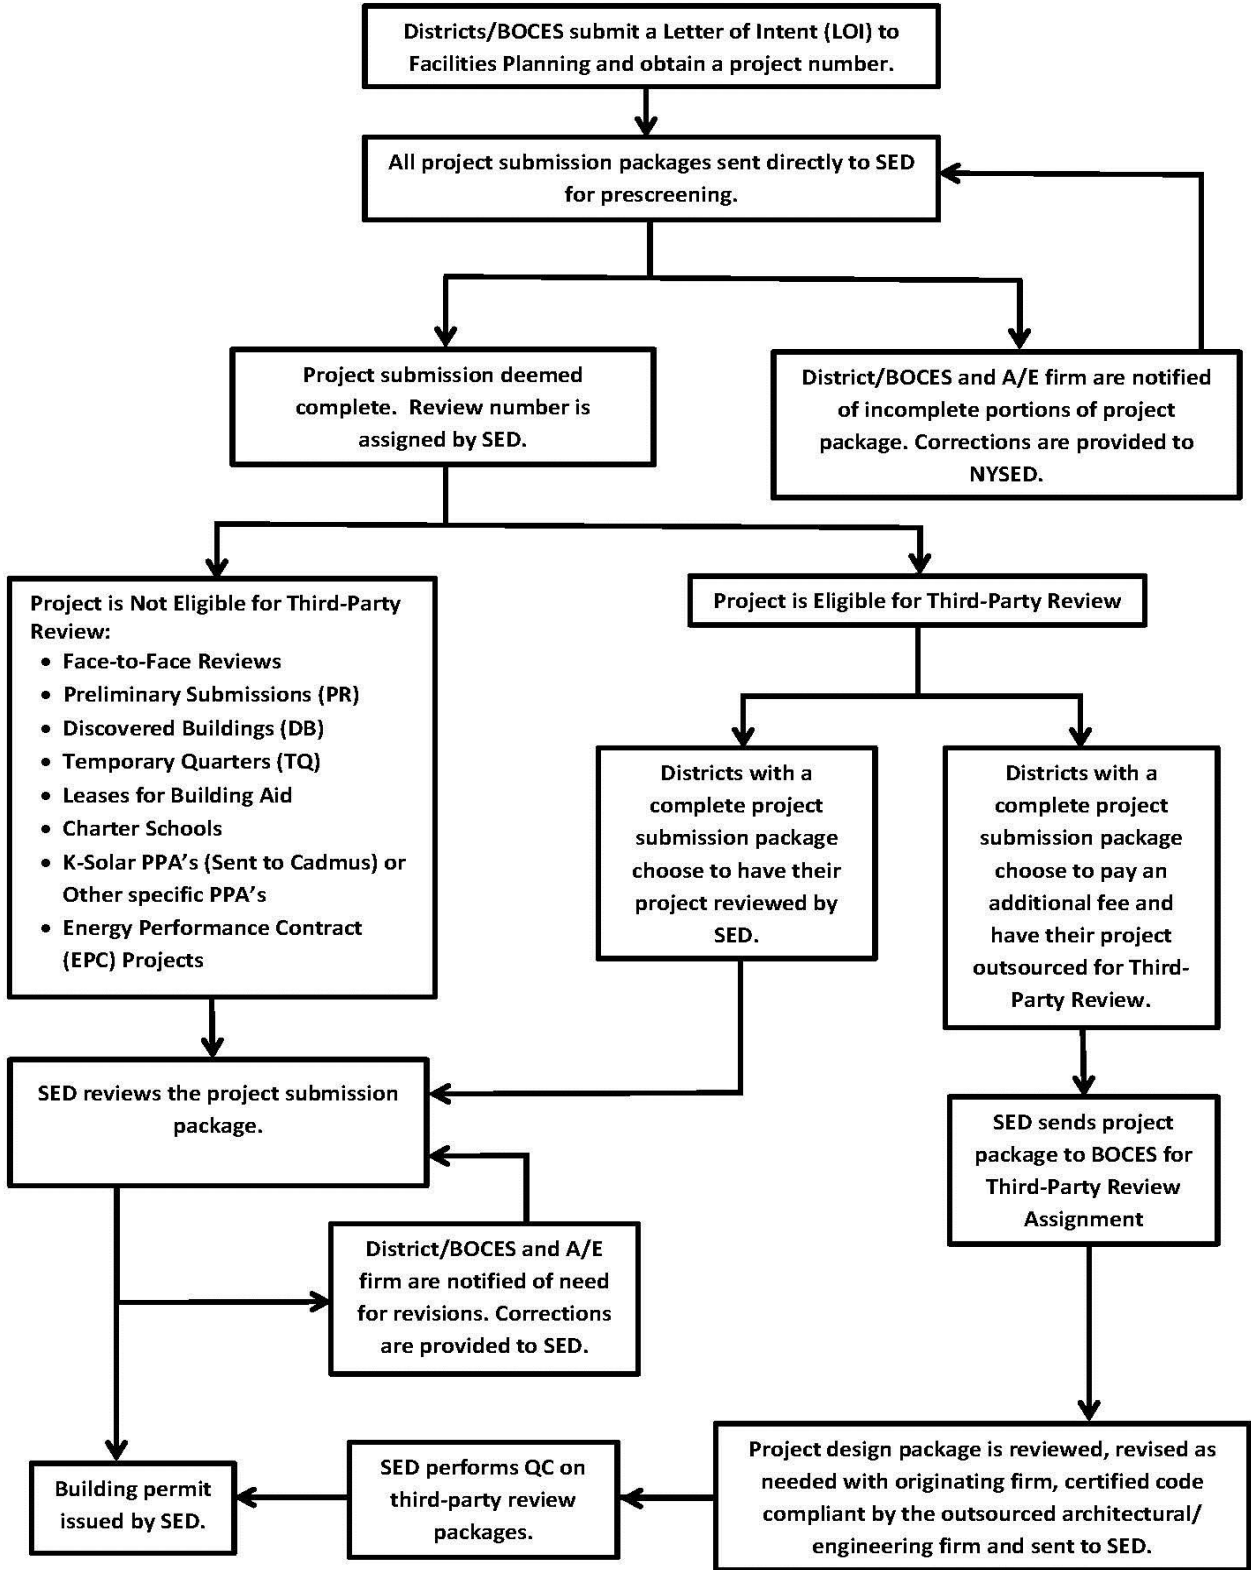 Districts/BOCES submit a Letter of Intent (LOI) to
Facilities Planning and obtain a project number.
All project submission packages sent directly to SED
for prescreening.
Project submission deemed
complete.  Review number is
assigned by SED.
District/BOCES and A/E firm are notified
of incomplete portions of project
package. Corrections are provided to
NYSED.
Project is Not Eligible for Third-Party
Review:
• Face-to-Face Reviews
• Preliminary Submissions (PR)
• Discovered Buildings (DB)
• Temporary Quarters (TQ)
• Leases for Building Aid
• Charter Schools
• K-Solar PPA's (Sent to Cadmus) or
Other specific PPA's
• Energy Performance Contract
(EPC) Projects
Project is Eligible for Third-Party Review
Districts with a
complete project
submission package
choose to have their
project reviewed by
SED.
Districts with a
complete project
submission package
choose to pay an
additional fee and
have their project
outsourced for Third-
Party Review.
SED reviews the project submission
package.
SED sends project
package to BOCES for
Third-Party Review
Assignment
District/BOCES and A/E
firm are notified of need
for revisions. Corrections
are provided to SED.
Project design package is reviewed, revised as
needed with originating firm, certified code
compliant by the outsourced architectural/
engineering firm and sent to SED.
SED performs QC on
third-party review
packages.
Building permit
issued by SED.